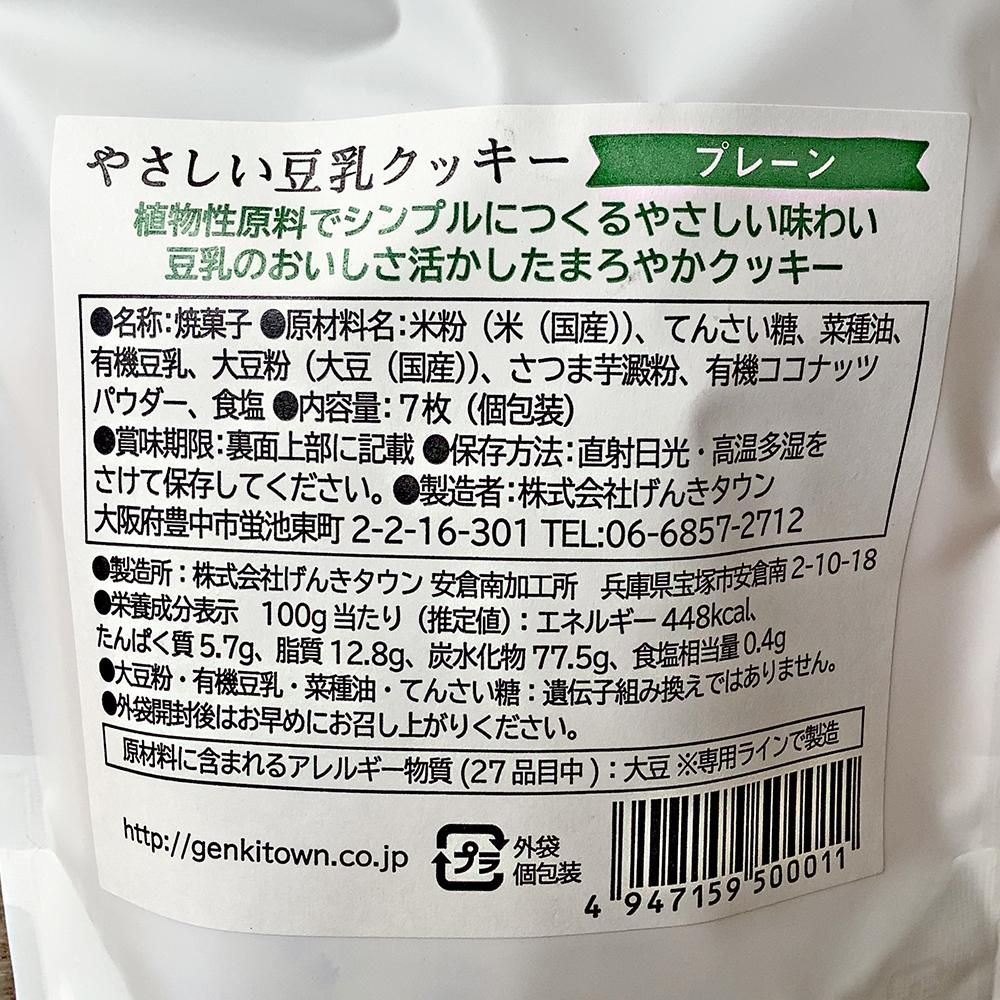 やさしい豆乳クッキー プレーン
植物性原料でシンプルにつくるやさしい味わい
豆乳のおいしさ活かしたまろやかクッキー
●名称：焼菓子 ●原材料名：米粉（米（国産））、てんさい糖、菜種油、
有機豆乳、大豆粉（大豆（国産））、さつま芋澱粉、有機ココナッツ
パウダー、食塩 ●内容量：7枚（個包装）
●賞味期限：裏面上部に記載 ●保存方法：直射日光・高温多湿を
さけて保存してください。●製造者：株式会社げんきタウン
大阪府豊中市蛍池東町 2-2-16-301 TEL:06-6857-2712
●製造所：株式会社げんきタウン 安倉南加工所　兵庫県宝塚市安倉南 2-10-18
●栄養成分表示　100g 当たり（推定値）：エネルギー 448kcal、
たんぱく質 5.7g、脂質 12.8g、炭水化物 77.5g、食塩相当量 0.4g
●大豆粉・有機豆乳・菜種油・てんさい糖：遺伝子組み換えではありません。
●外袋開封後はお早めにお召し上がりください。
原材料に含まれるアレルギー物質 (27 品目中)：大豆 ※専用ラインで製造
http://genkitown.co.jp
プラ 外袋
個包装
4 947159 500011